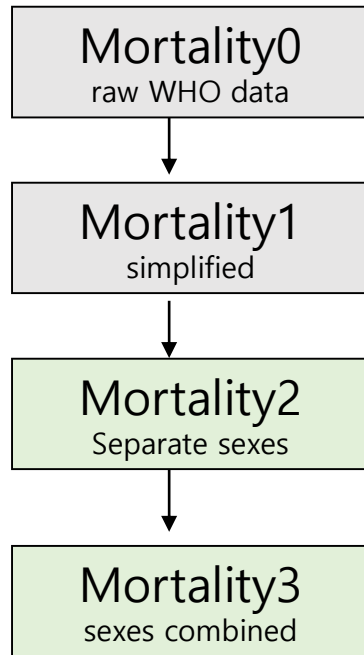 Mortality0
raw WHO data
Mortality1
simplified
Mortality2
Separate sexes
Mortality3
sexes combined